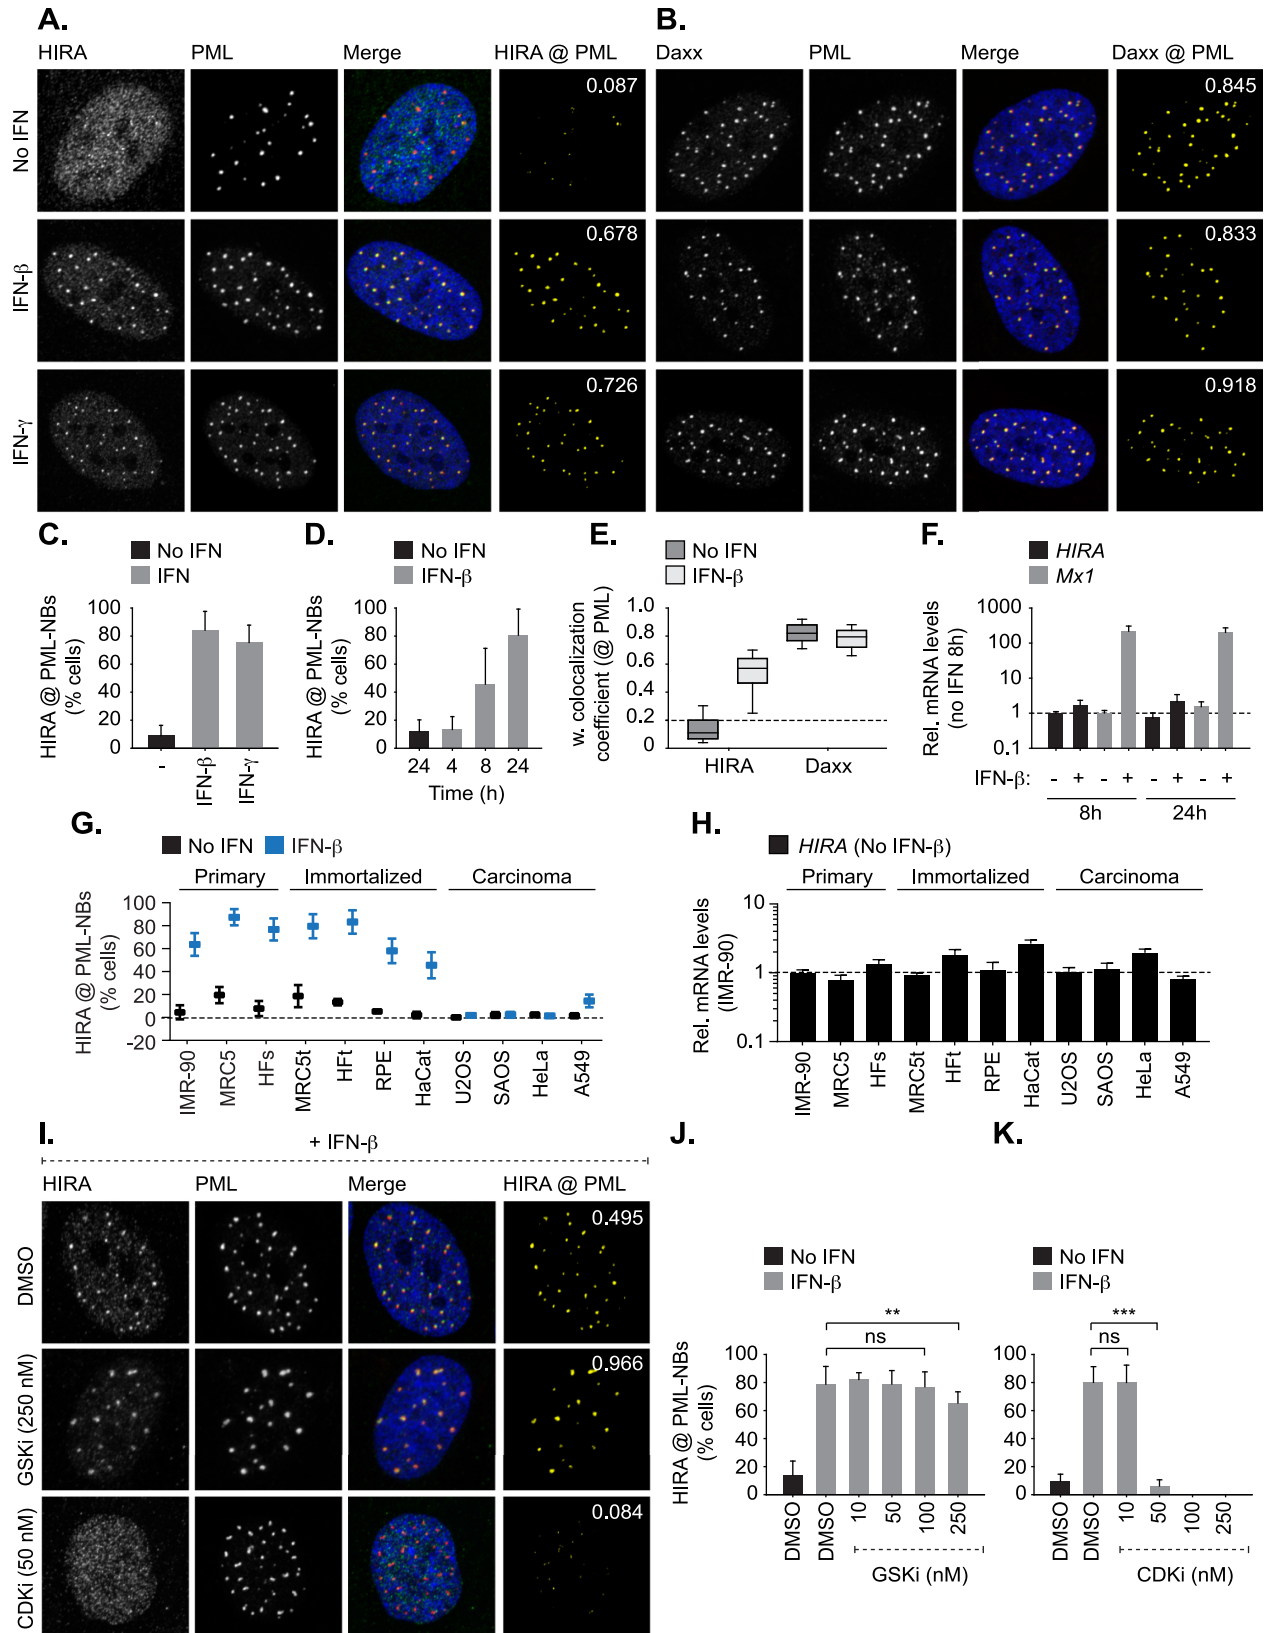 A.
B.
HIRA PML Merge HIRA @ PML Daxx PML Merge Daxx @ PML
No IFN 0.087 0.845
IFN-β 0.678 0.833
IFN-γ 0.726 0.918
C.
No IFN
IFN
HIRA @ PML-NBs
(% cells)
100
80
60
40
20
0
- IFN-β IFN-γ
D.
No IFN
IFN-β
HIRA @ PML-NBs
(% cells)
100
80
60
40
20
0
24 4 8 24
Time (h)
E.
No IFN
IFN-β
w. colocalization
coefficient (@ PML)
1.0
0.8
0.6
0.4
0.2
0
HIRA Daxx
F.
HIRA
Mx1
Rel. mRNA levels
(no IFN 8h)
1000
100
10
1
0.1
IFN-β: - + - + - + - +
8h 24h
G.
No IFN IFN-β
Primary Immortalized Carcinoma
HIRA @ PML-NBs
(% cells)
100
80
60
40
20
0
-20
IMR-90 MRC5 HFs MRC5t HFt RPE HaCat U2OS SAOS HeLa A549
H.
HIRA (No IFN-β)
Primary Immortalized Carcinoma
Rel. mRNA levels
(IMR-90)
10
1
0.1
IMR-90 MRC5 HFs MRC5t HFt RPE HaCat U2OS SAOS HeLa A549
I.
+ IFN-β
HIRA PML Merge HIRA @ PML
DMSO 0.495
GSKi (250 nM) 0.966
CDKi (50 nM) 0.084
J.
No IFN
IFN-β
**
ns
HIRA @ PML-NBs
(% cells)
100
80
60
40
20
0
DMSO DMSO 10 50 100 250
GSKi (nM)
K.
No IFN
IFN-β
***
ns
100
80
60
40
20
0
DMSO DMSO 10 50 100 250
CDKi (nM)